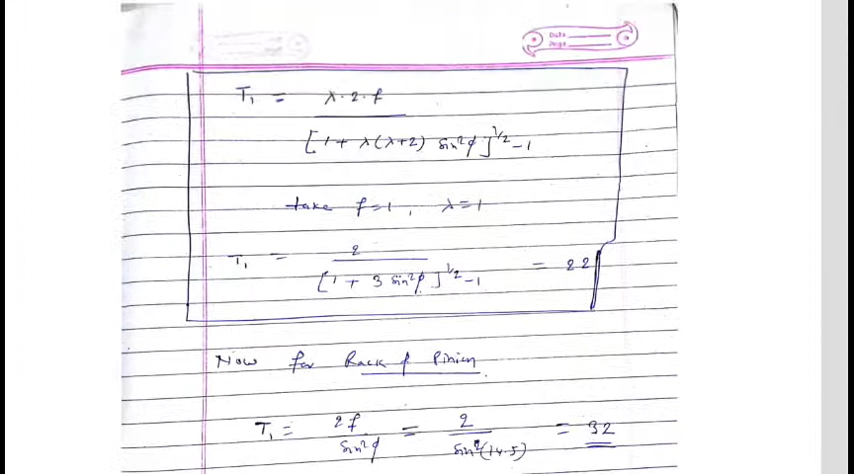 Date
Page
T₁ = λ·2·f / [1 + λ(λ+2) sin²φ]^1/2 - 1
take f=1, λ=1
T₁ = 2 / [1 + 3 sin²φ]^1/2 - 1 = 22
Now for Rack & Pinion
T₁ = 2f / sin²φ = 2 / sin²(14.5) = 32